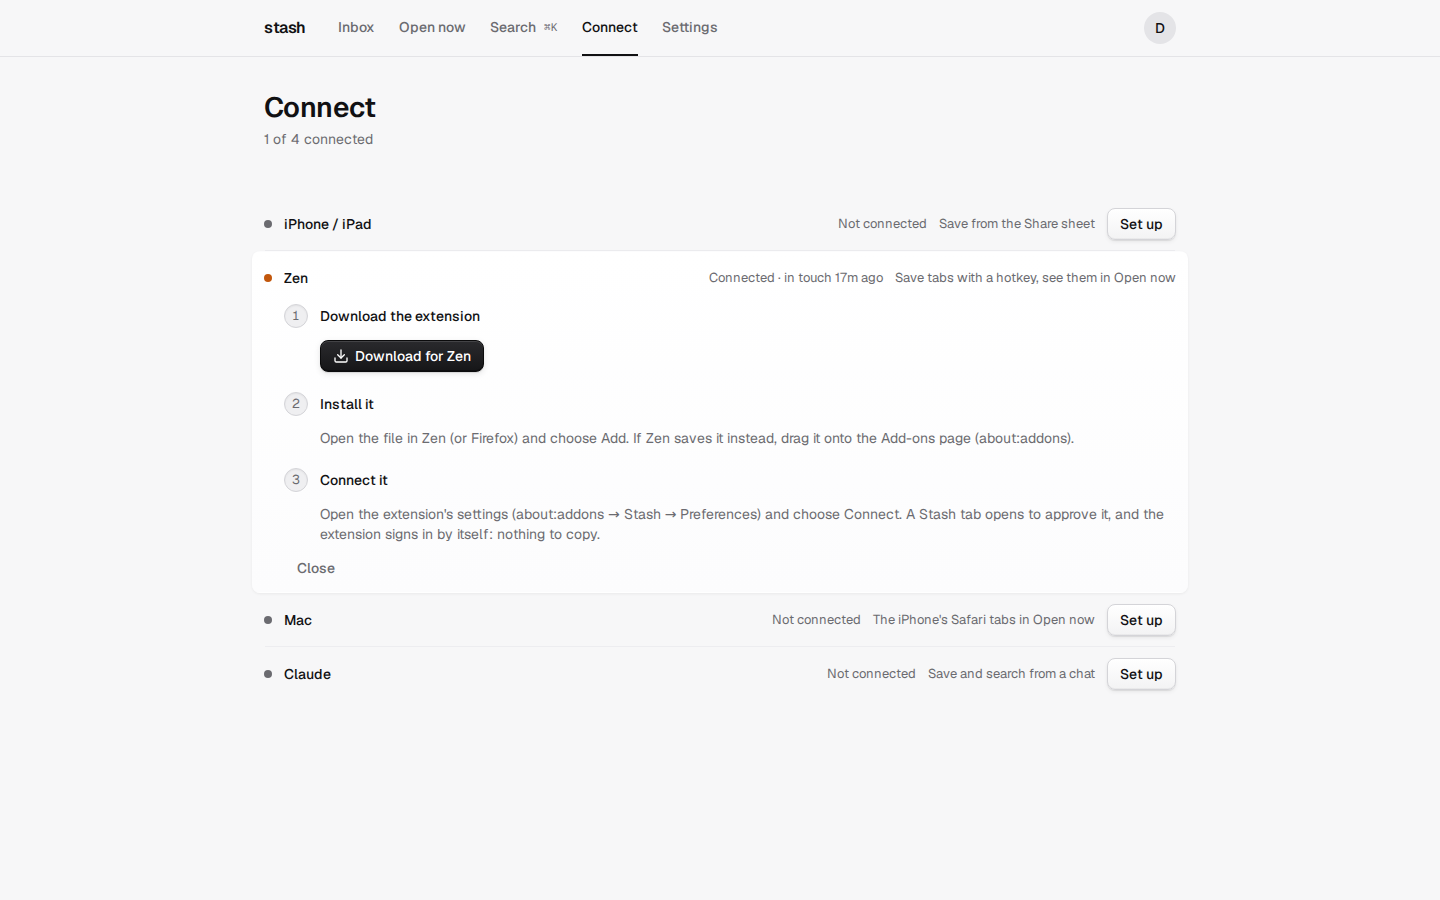 stash Inbox Open now Search ⌘K Connect Settings D
Connect
1 of 4 connected
iPhone / iPad Not connected Save from the Share sheet Set up
Zen Connected · in touch 17m ago Save tabs with a hotkey, see them in Open now
1 Download the extension
Download for Zen
2 Install it
Open the file in Zen (or Firefox) and choose Add. If Zen saves it instead, drag it onto the Add-ons page (about:addons).
3 Connect it
Open the extension's settings (about:addons → Stash → Preferences) and choose Connect. A Stash tab opens to approve it, and the
extension signs in by itself: nothing to copy.
Close
Mac Not connected The iPhone's Safari tabs in Open now Set up
Claude Not connected Save and search from a chat Set up